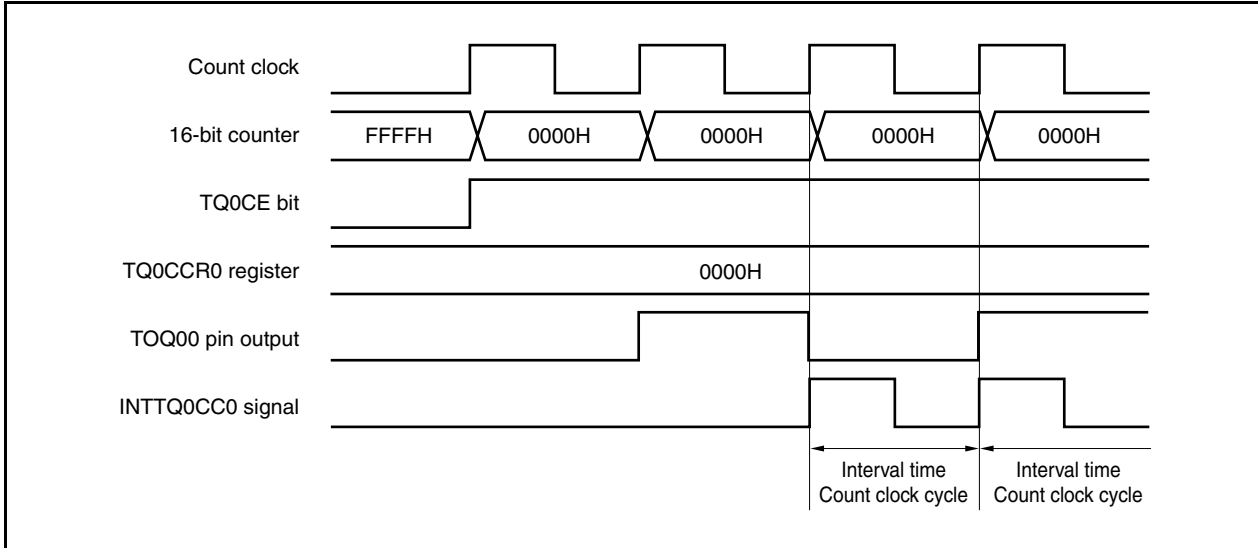 Count clock
16-bit counter FFFFH 0000H 0000H 0000H 0000H
TQ0CE bit
TQ0CCR0 register 0000H
TOQ00 pin output
INTTQ0CC0 signal
Interval time Interval time
Count clock cycle Count clock cycle